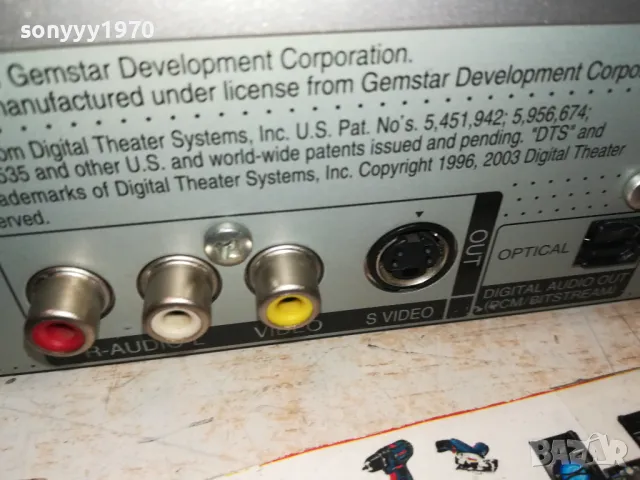 sonyyy1970
Gemstar Development Corporation.
manufactured under license from Gemstar Development Corpo
om Digital Theater Systems, Inc. U.S. Pat. No's. 5,451,942; 5,956,674;
535 and other U.S. and world-wide patents issued and pending. "DTS" and
rademarks of Digital Theater Systems, Inc. Copyright 1996, 2003 Digital Theater
erved.
OUT
OPTICAL
DIGITAL AUDIO OUT
(PCM/BITSTREAM)
R-AUDIO-L
VIDEO
S VIDEO
BAZAR
bg